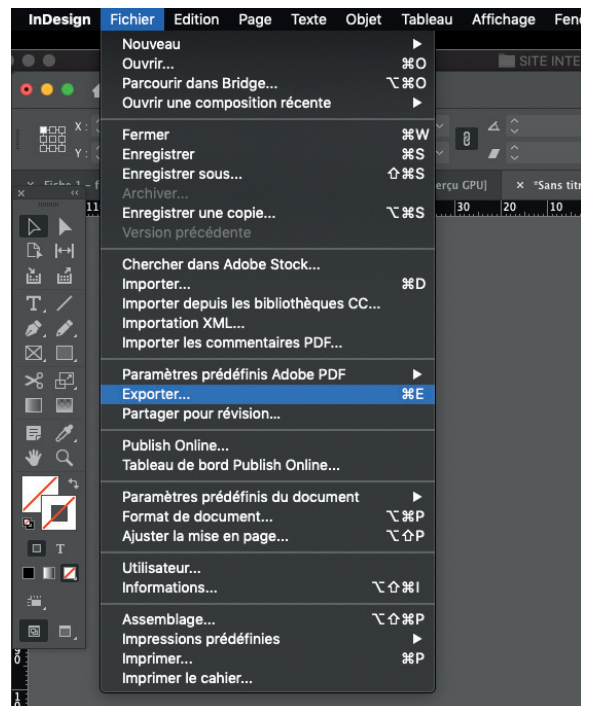 InDesign Fichier Edition Page Texte Objet Tableau Affichage
Nouveau
Ouvrir... ⌘O
Parcourir dans Bridge... ⌥⌘O
Ouvrir une composition récente
SITE INTE
X :
Y :
Fermer ⌘W
Enregistrer ⌘S
Enregistrer sous... ⇧⌘S
Archiver...
Enregistrer une copie... ⌥⌘S
Version précédente
erçu GPU] × *Sans titr
30 20 10
Chercher dans Adobe Stock...
Importer... ⌘D
Importer depuis les bibliothèques CC...
Importation XML...
Importer les commentaires PDF...
Paramètres prédéfinis Adobe PDF
Exporter... ⌘E
Partager pour révision...
Publish Online...
Tableau de bord Publish Online...
Paramètres prédéfinis du document
Format de document... ⌥⌘P
Ajuster la mise en page... ⌥⇧P
Utilisateur...
Informations... ⌥⇧⌘I
Assemblage... ⌥⇧⌘P
Impressions prédéfinies
Imprimer... ⌘P
Imprimer le cahier...